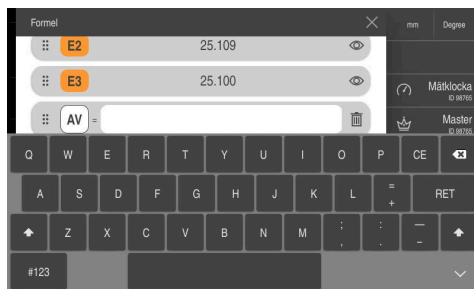 Formel
mm Degree
E2 25.109
E3 25.100
Mätklocka
ID 98765
AV =
Master
ID 98765
Q W E R T Y U I O P CE
A S D F G H J K L = + RET
Z X C V B N M ; , : . — -
#123